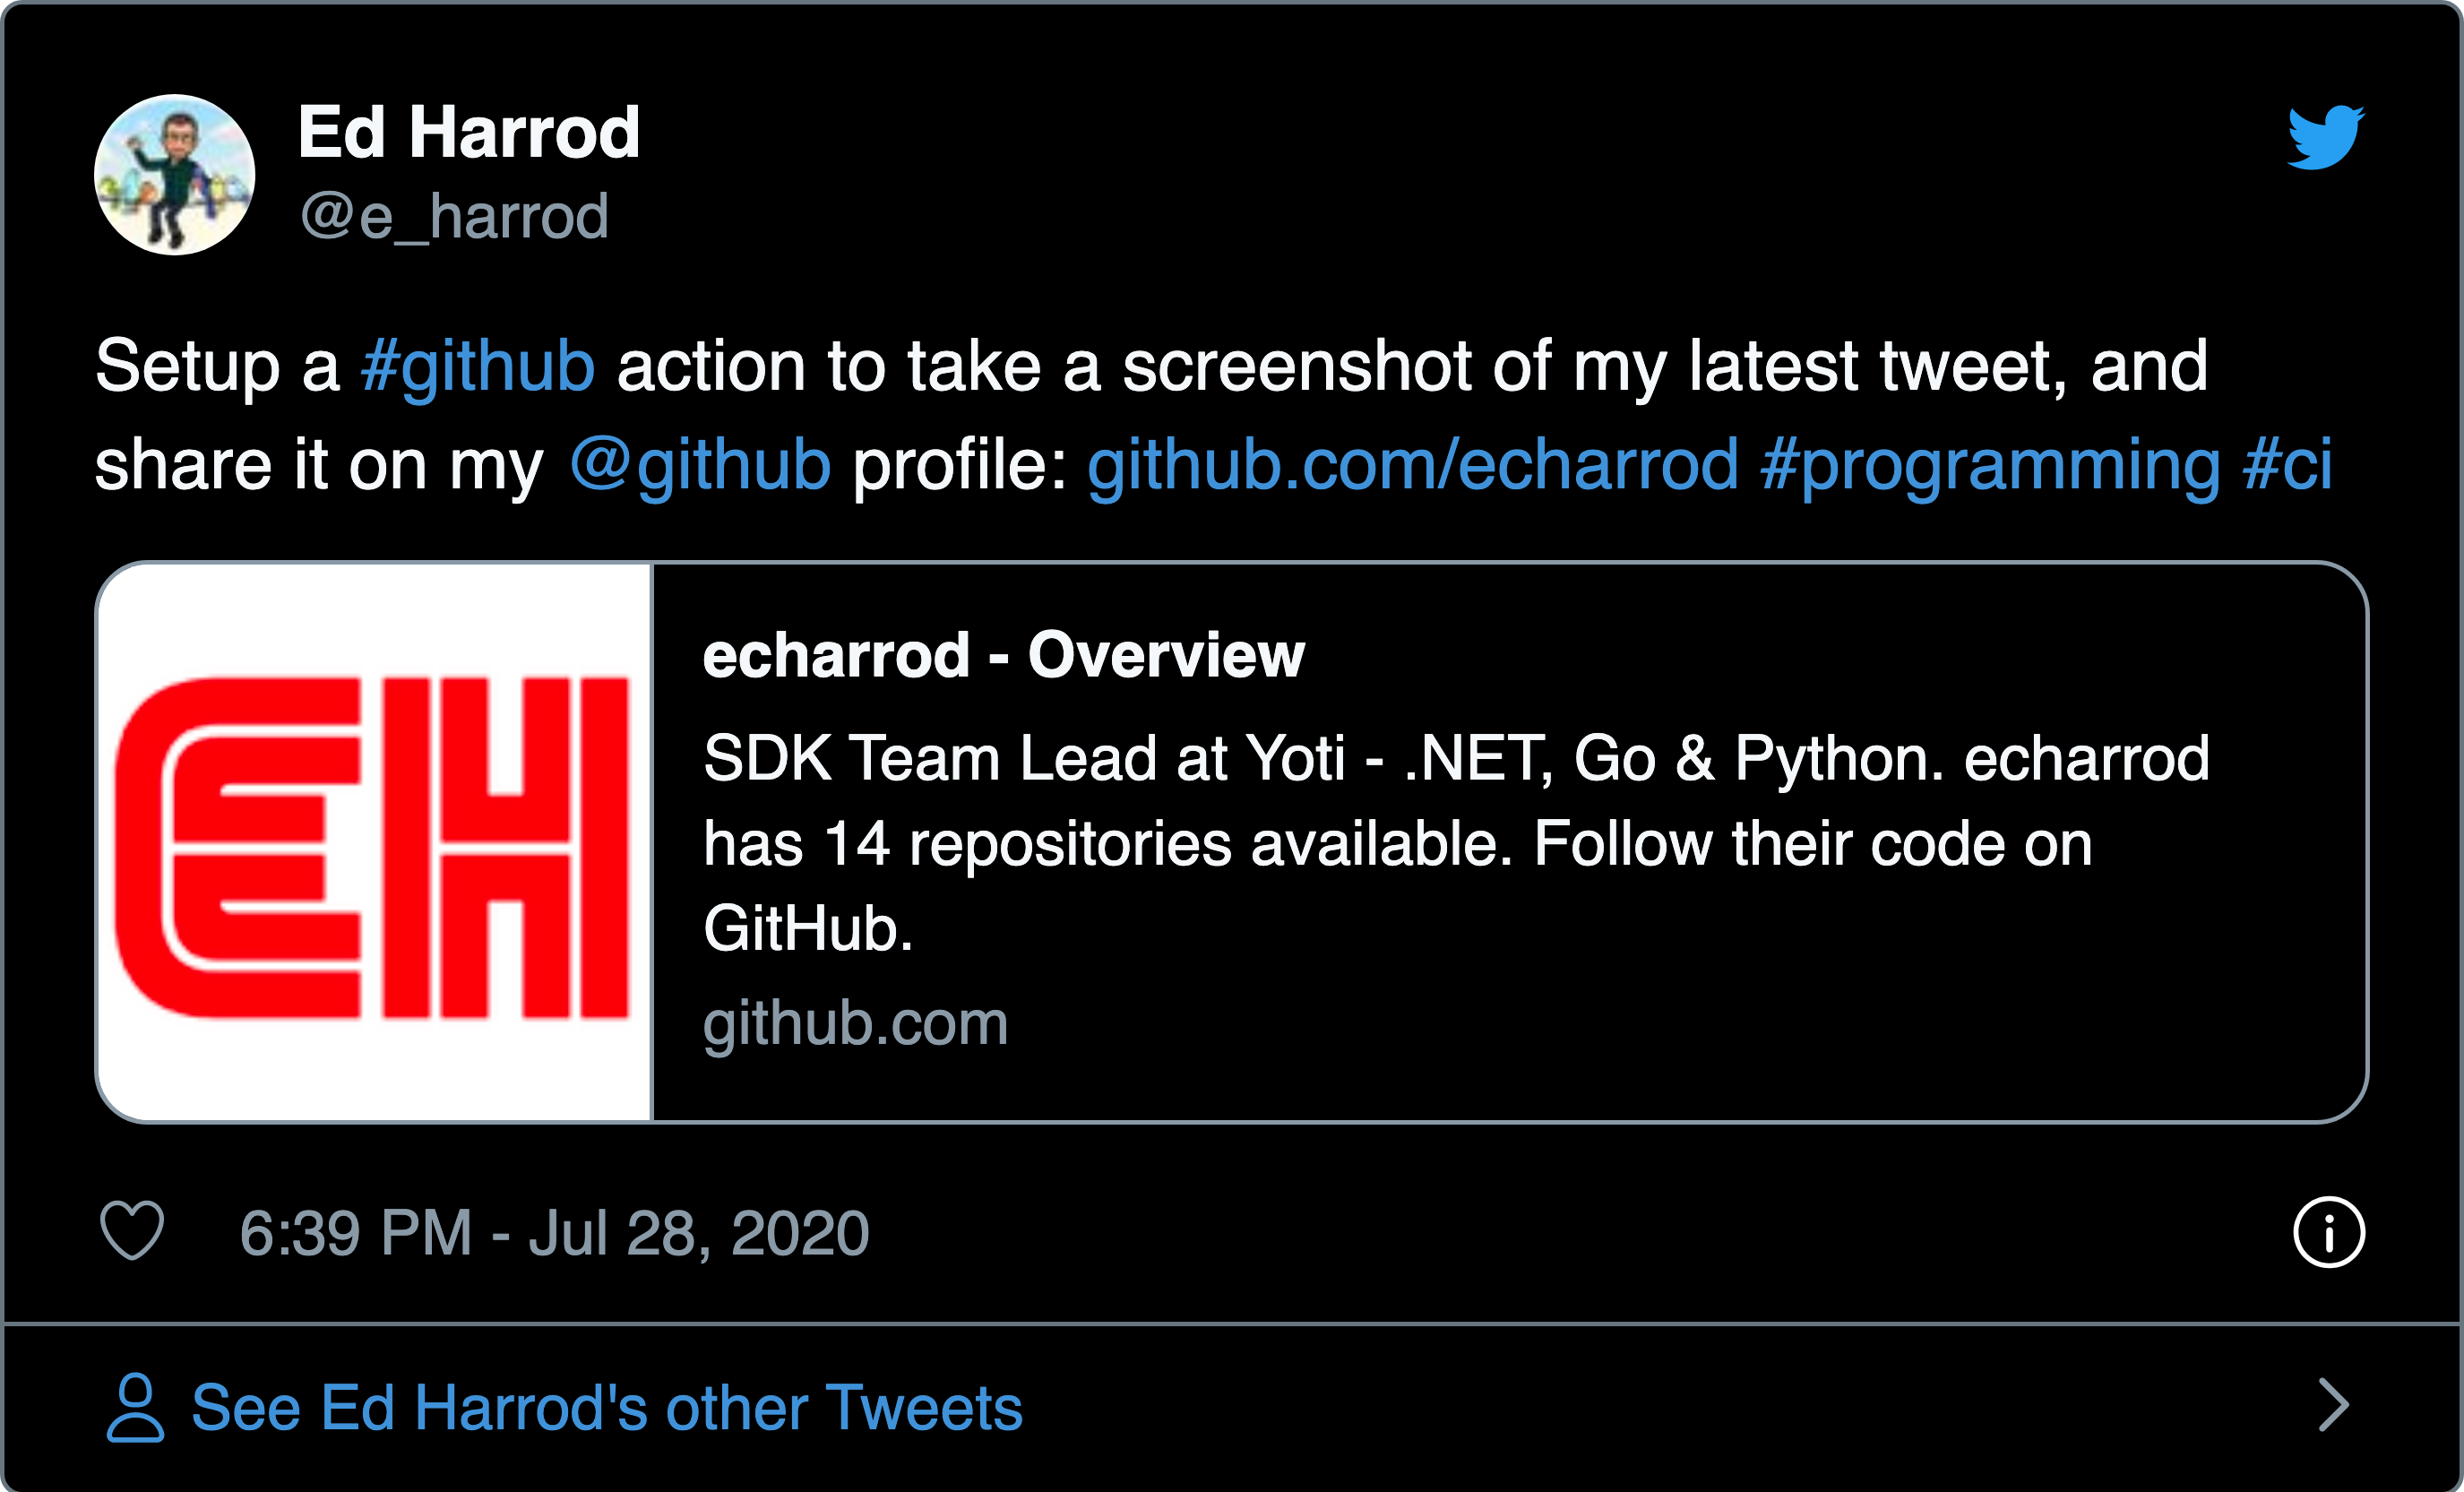 Ed Harrod
@e_harrod
Setup a #github action to take a screenshot of my latest tweet, and
share it on my @github profile: github.com/echarrod #programming #ci
EH
echarrod - Overview
SDK Team Lead at Yoti - .NET, Go & Python. echarrod
has 14 repositories available. Follow their code on
GitHub.
github.com
6:39 PM - Jul 28, 2020
See Ed Harrod's other Tweets